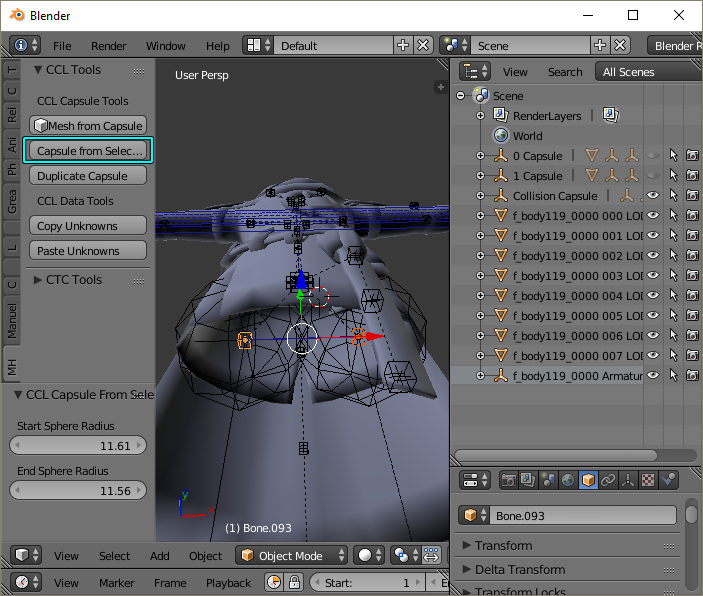 Blender
File Render Window Help Default Scene Blender R
T
C
Rel
Ani
Ph
Grea
L
C
Manuel
MH
CCL Tools
CCL Capsule Tools
Mesh from Capsule
Capsule from Selec...
Duplicate Capsule
CCL Data Tools
Copy Unknowns
Paste Unknowns
CTC Tools
CCL Capsule From Sele
Start Sphere Radius
11.61
End Sphere Radius
11.56
User Persp
y
(1) Bone.093
View Select Add Object Object Mode
View Marker Frame Playback Start: 1 E
View Search All Scenes
Scene
RenderLayers
World
0 Capsule
1 Capsule
Collision Capsule
f_body119_0000 000 LOD
f_body119_0000 001 LOD
f_body119_0000 002 LOD
f_body119_0000 003 LOD
f_body119_0000 004 LOD
f_body119_0000 005 LOD
f_body119_0000 006 LOD
f_body119_0000 007 LOD
f_body119_0000 Armatur
Bone.093
Transform
Delta Transform
Transform Locks